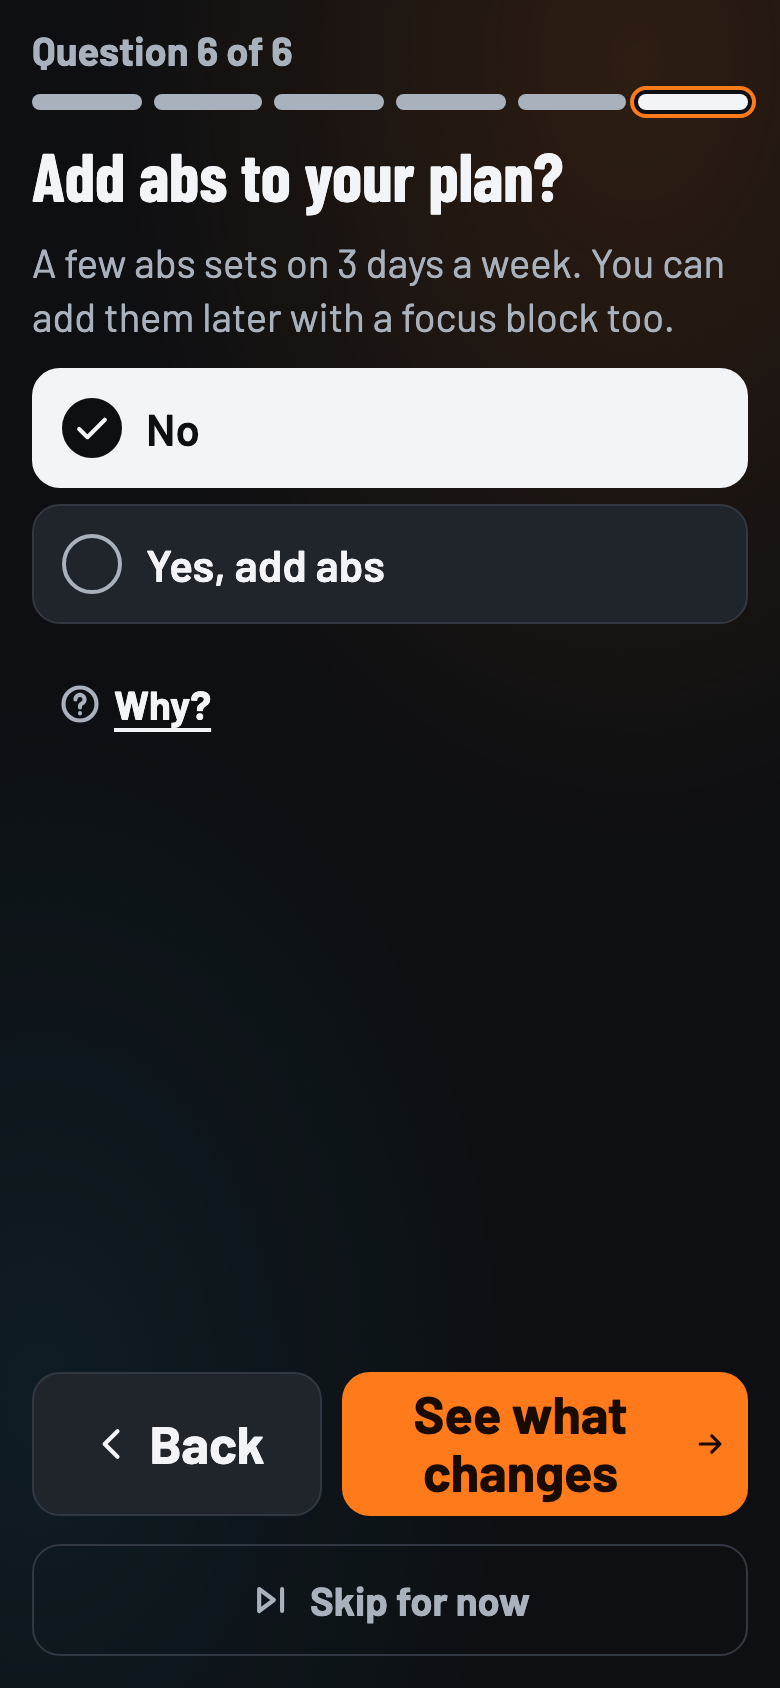 Question 6 of 6
Add abs to your plan?
A few abs sets on 3 days a week. You can
add them later with a focus block too.
No
Yes, add abs
Why?
Back
See what
changes
Skip for now